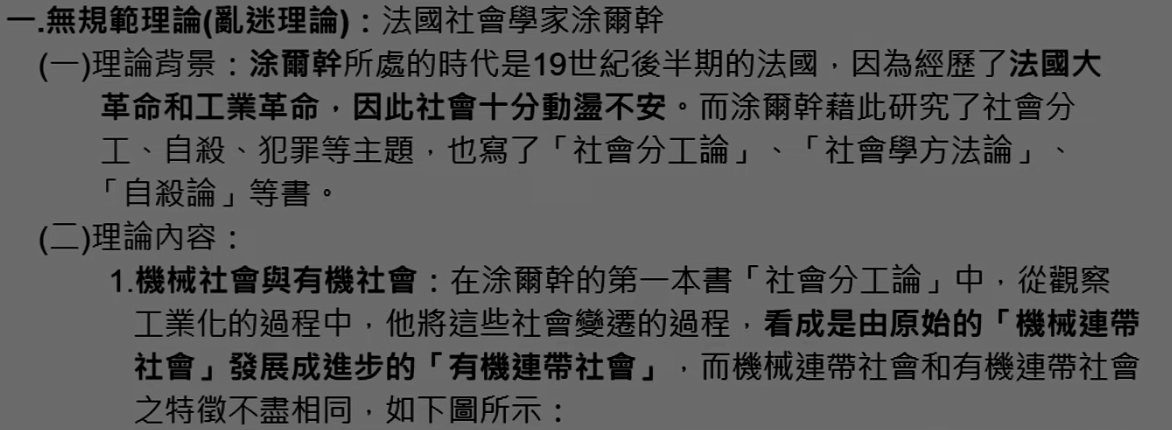 一.無規範理論(亂迷理論)：法國社會學家涂爾幹
(一)理論背景：涂爾幹所處的時代是19世紀後半期的法國，因為經歷了法國大
革命和工業革命，因此社會十分動盪不安。而涂爾幹藉此研究了社會分
工、自殺、犯罪等主題，也寫了「社會分工論」、「社會學方法論」、
「自殺論」等書。
(二)理論內容：
1.機械社會與有機社會：在涂爾幹的第一本書「社會分工論」中，從觀察
工業化的過程中，他將這些社會變遷的過程，看成是由原始的「機械連帶
社會」發展成進步的「有機連帶社會」，而機械連帶社會和有機連帶社會
之特徵不盡相同，如下圖所示：